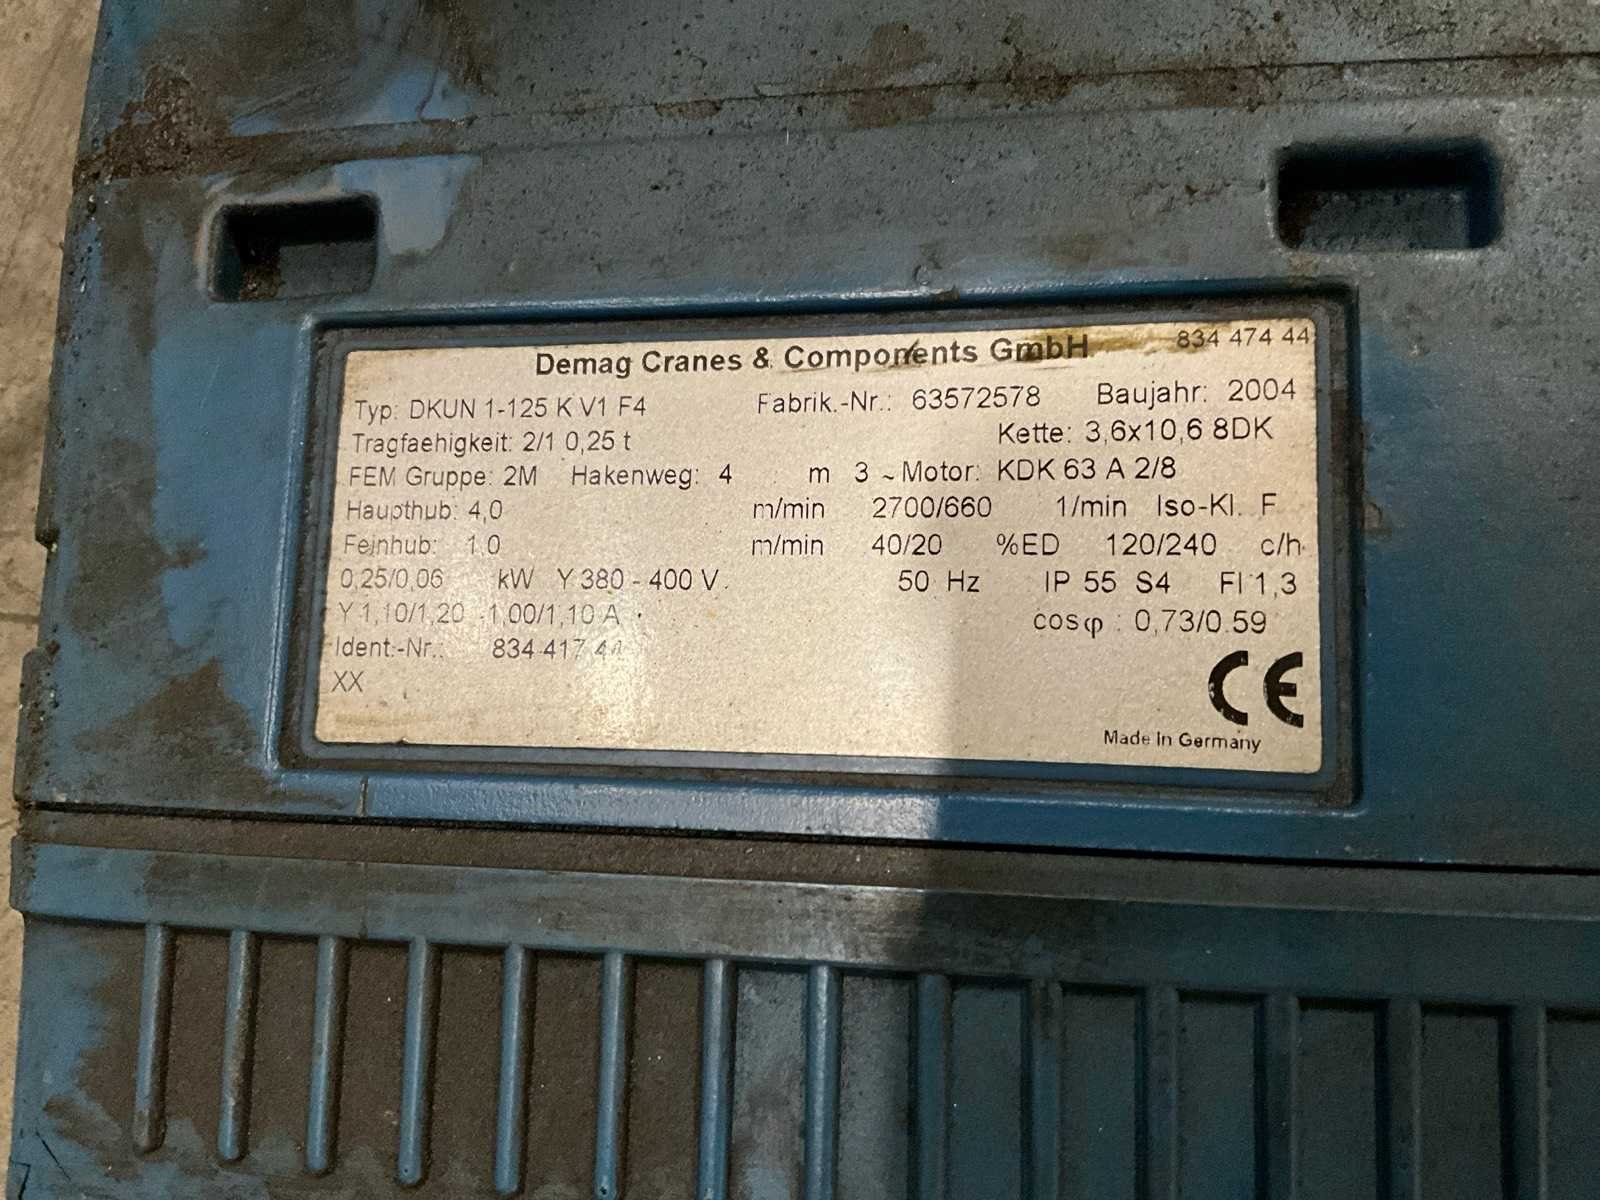 Demag Cranes & Components GmbH 834 474 44
Typ: DKUN 1-125 K V1 F4 Fabrik.-Nr.: 63572578 Baujahr: 2004
Tragfaehigkeit: 2/1 0,25 t Kette: 3,6x10,6 8DK
FEM Gruppe: 2M Hakenweg: 4 m 3 ~ Motor: KDK 63 A 2/8
Haupthub: 4,0 m/min 2700/660 1/min Iso-Kl. F
Feinhub: 1,0 m/min 40/20 %ED 120/240 c/h
0,25/0,06 kW Y 380 - 400 V 50 Hz IP 55 S4 FI 1,3
Y 1,10/1,20 1,00/1,10 A cosφ : 0,73/0.59
Ident.-Nr.: 834 417 44
XX
CE
Made in Germany